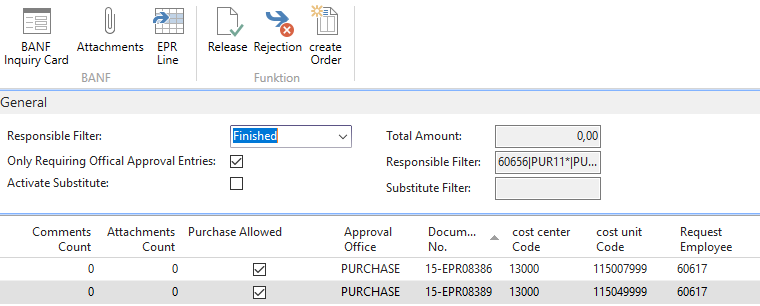 BANF Inquiry Card
Attachments
EPR Line
Release
Rejection
create Order
BANF
Funktion
General
Responsible Filter: Finished
Total Amount: 0,00
Only Requiring Offical Approval Entries:
Responsible Filter: 60656|PUR11*|PU...
Activate Substitute:
Substitute Filter:
Comments Count Attachments Count Purchase Allowed Approval Office Docum... No. cost center Code cost unit Code Request Employee
0 0 PURCHASE 15-EPR08386 13000 115007999 60617
0 0 PURCHASE 15-EPR08389 13000 115049999 60617